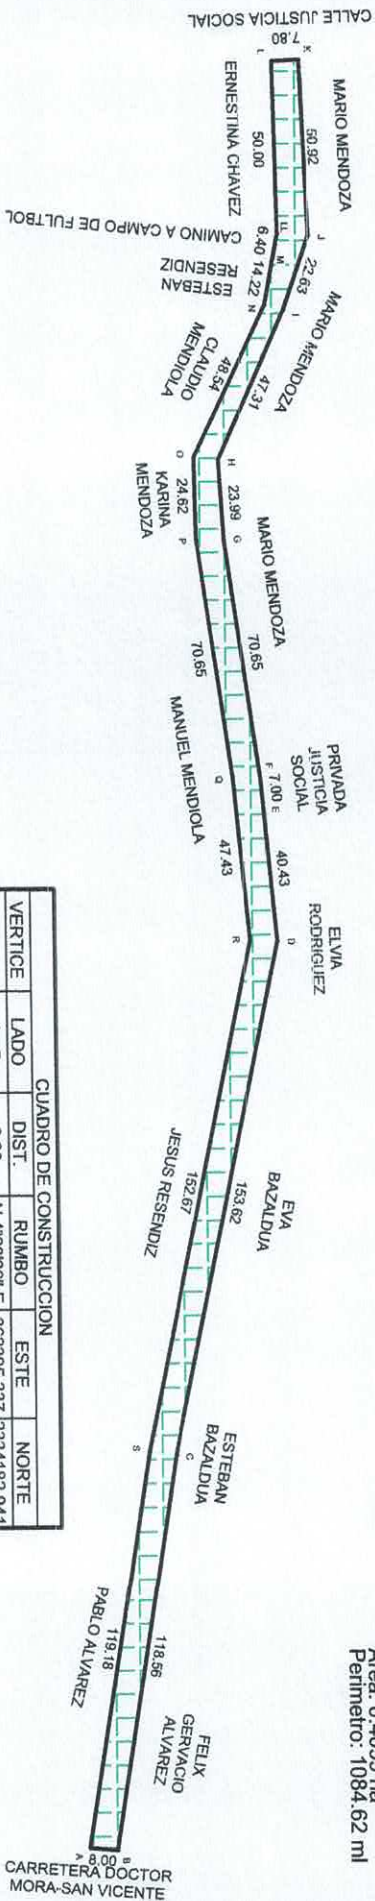 CALLE JUSTICIA SOCIAL
7.80
K
L
MARIO MENDOZA
50.92
50.00
ERNESTINA CHAVEZ
J
LL
6.40
CAMINO A CAMPO DE FULTBOL
M
22.63
MARIO MENDOZA
14.22
ESTEBAN
RESENDIZ
I
N
47.31
48.54
CLAUDIO
MENDIOLA
H
O
23.99
24.62
KARINA
MENDOZA
G
P
MARIO MENDOZA
70.65
70.65
MANUEL MENDIOLA
F
7.00
E
PRIVADA
JUSTICIA
SOCIAL
Q
40.43
47.43
ELVIA
RODRIGUEZ
D
R
EVA
BAZALDUA
153.62
152.67
JESUS RESENDIZ
ESTEBAN
BAZALDUA
C
S
118.56
119.18
PABLO ALVAREZ
FELIX
GERVACIO
ALVAREZ
B
8.00
A
CARRETERA DOCTOR
MORA-SAN VICENTE
Perimetro: 1084.62 ml
CUADRO DE CONSTRUCCION
VERTICE LADO DIST. RUMBO ESTE NORTE